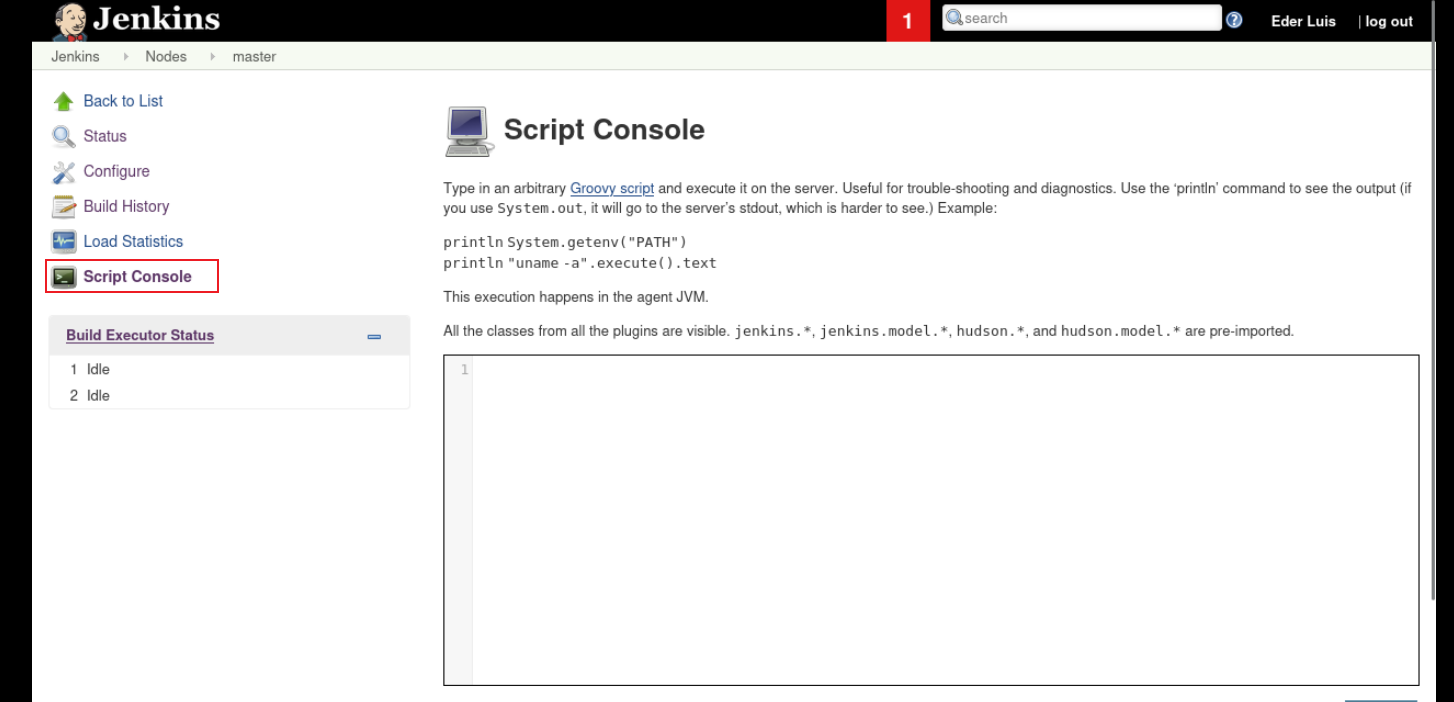 Jenkins
1
search
Eder Luis | log out
Jenkins Nodes master
Back to List
Status
Configure
Build History
Load Statistics
Script Console
Build Executor Status
1 Idle
2 Idle
Script Console
Type in an arbitrary Groovy script and execute it on the server. Useful for trouble-shooting and diagnostics. Use the ‘println’ command to see the output (if
you use System.out, it will go to the server’s stdout, which is harder to see.) Example:
println System.getenv("PATH")
println "uname -a".execute().text
This execution happens in the agent JVM.
All the classes from all the plugins are visible. jenkins.*, jenkins.model.*, hudson.*, and hudson.model.* are pre-imported.
1